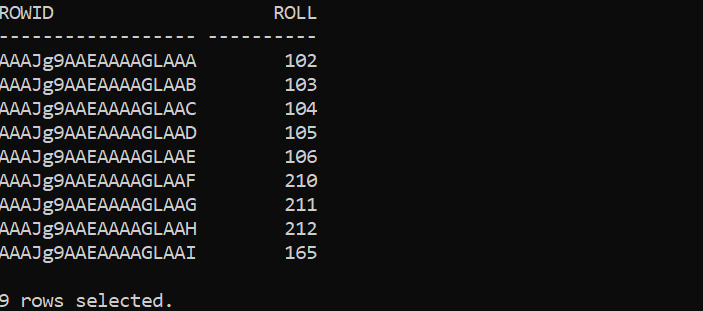 ROWID                    ROLL
------------------ ----------
AAAJg9AAEAAAAGLAAA        102
AAAJg9AAEAAAAGLAAB        103
AAAJg9AAEAAAAGLAAC        104
AAAJg9AAEAAAAGLAAD        105
AAAJg9AAEAAAAGLAAE        106
AAAJg9AAEAAAAGLAAF        210
AAAJg9AAEAAAAGLAAG        211
AAAJg9AAEAAAAGLAAH        212
AAAJg9AAEAAAAGLAAI        165
9 rows selected.